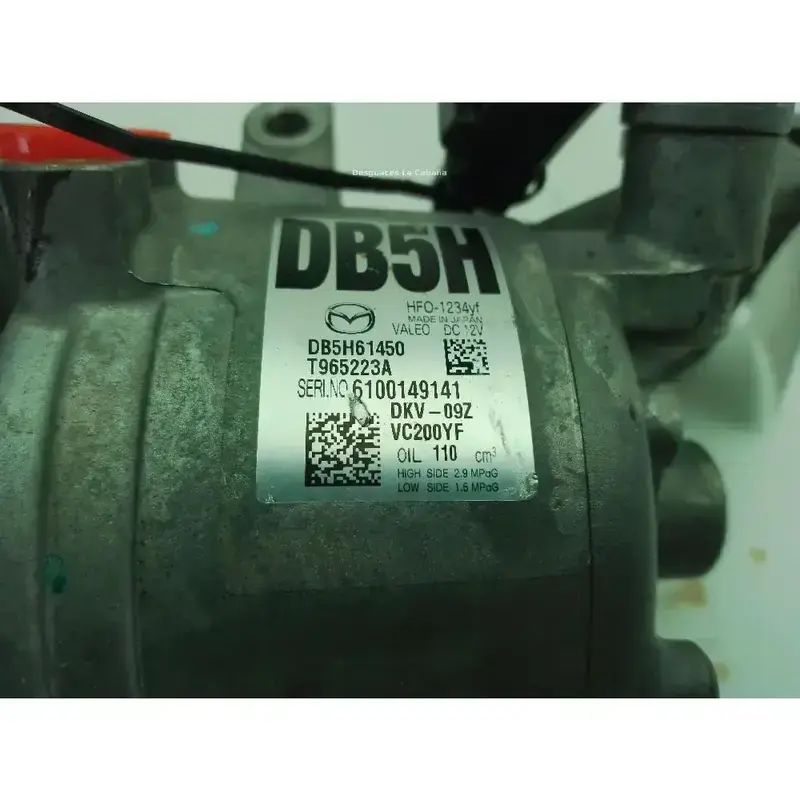 Desguaces La Cabaña
DB5H
HFO-1234yf
MADE IN JAPAN
VALEO DC 12V
DB5H61450
T965223A
SERI.NO.6100149141
DKV-09Z
VC200YF
OIL 110 cm³
HIGH SIDE 2.9 MPaG
LOW SIDE 1.6 MPaG